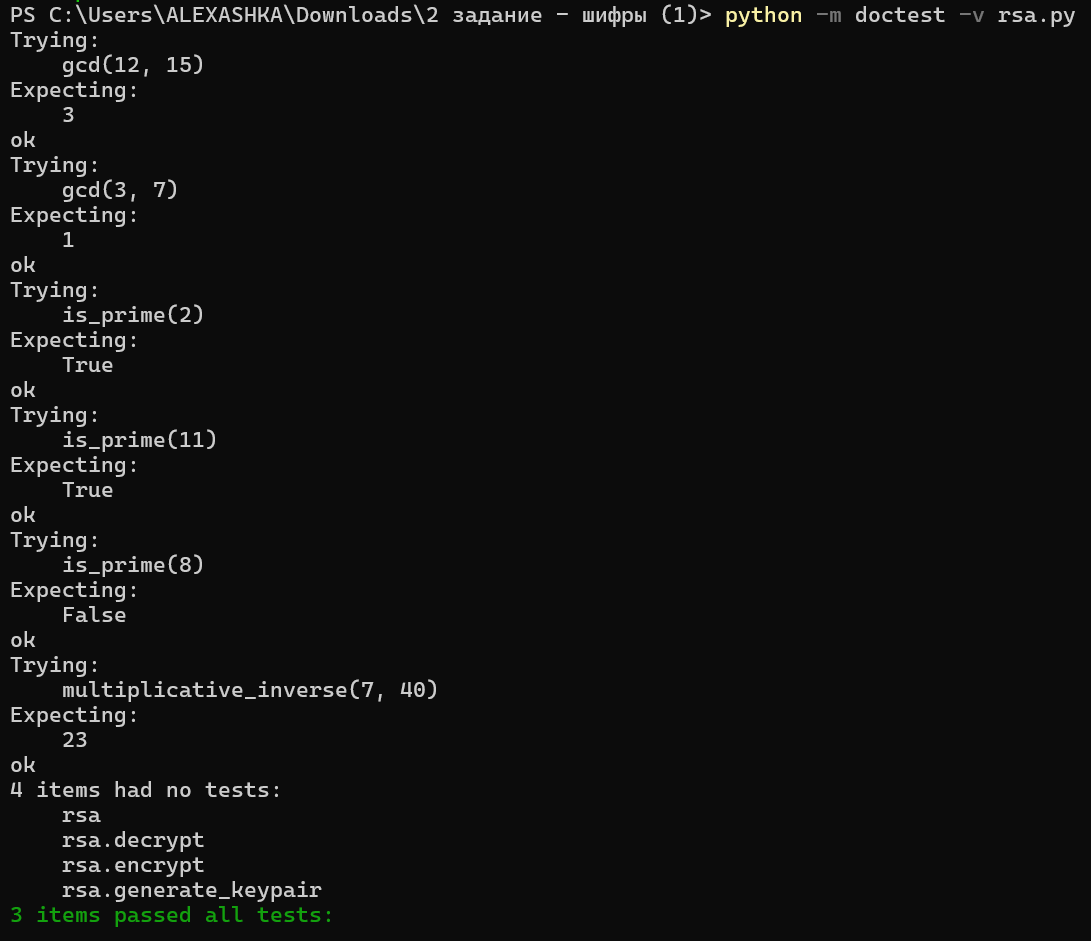 PS C:\Users\ALEXASHKA\Downloads\2 задание - шифры (1)> python -m doctest -v rsa.py
Trying:
    gcd(12, 15)
Expecting:
    3
ok
Trying:
    gcd(3, 7)
Expecting:
    1
ok
Trying:
    is_prime(2)
Expecting:
    True
ok
Trying:
    is_prime(11)
Expecting:
    True
ok
Trying:
    is_prime(8)
Expecting:
    False
ok
Trying:
    multiplicative_inverse(7, 40)
Expecting:
    23
ok
4 items had no tests:
    rsa
    rsa.decrypt
    rsa.encrypt
    rsa.generate_keypair
3 items passed all tests: